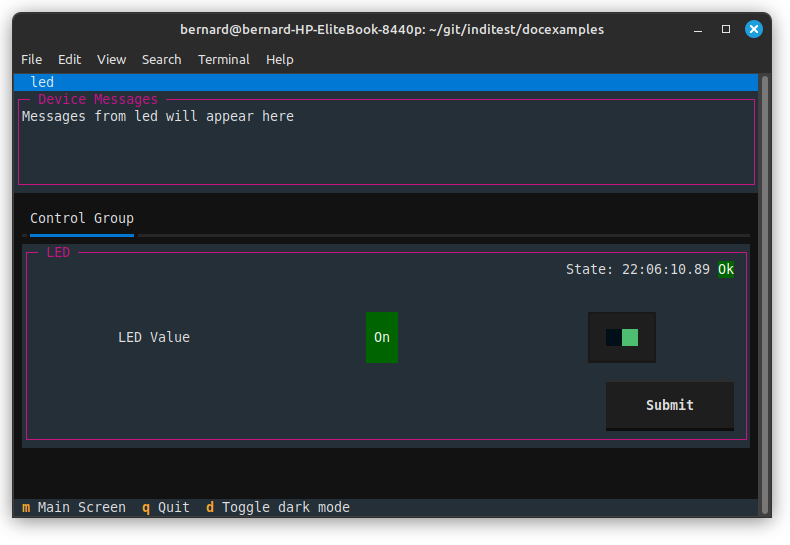 bernard@bernard-HP-EliteBook-8440p: ~/git/inditest/docexamples
File Edit View Search Terminal Help
led
Device Messages
Messages from led will appear here
Control Group
LED
State: 22:06:10.89 Ok
LED Value On
Submit
m Main Screen q Quit d Toggle dark mode